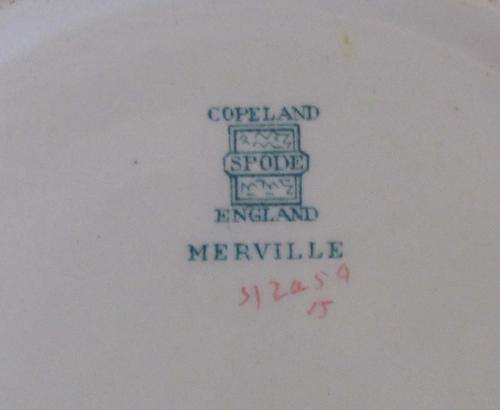 COPELAND
SPODE
ENGLAND
MERVILLE
15